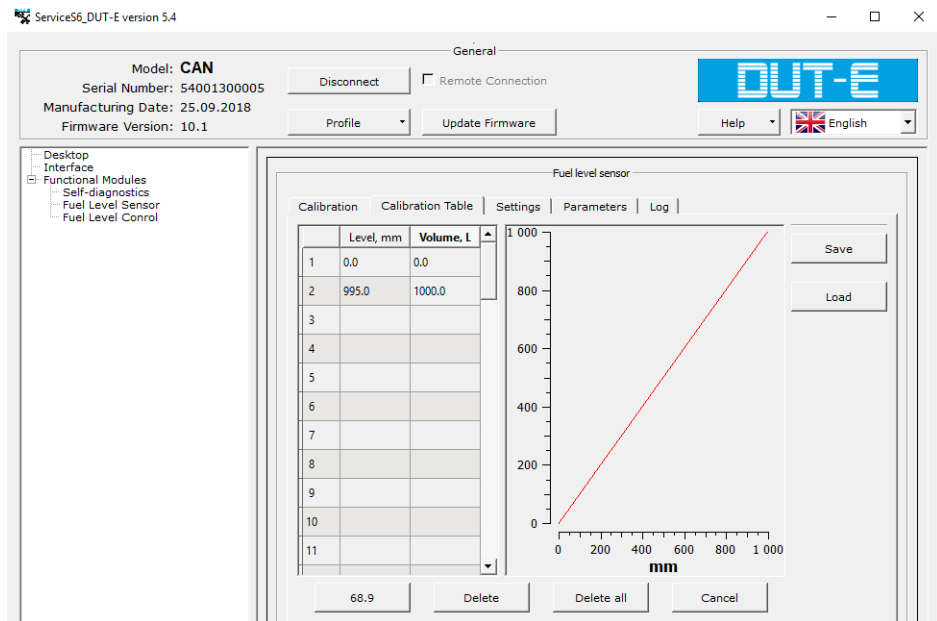 ServiceS6_DUT-E version 5.4
General
Model: CAN
Serial Number: 54001300005
Manufacturing Date: 25.09.2018
Firmware Version: 10.1
Disconnect
Remote Connection
Profile
Update Firmware
DUT-E
Help
English
Desktop
Interface
Functional Modules
Self-diagnostics
Fuel Level Sensor
Fuel Level Conrol
Fuel level sensor
Calibration
Calibration Table
Settings
Parameters
Log
Level, mm Volume, L
1 0.0 0.0
2 995.0 1000.0
3
4
5
6
7
8
9
10
11
1 000
800
600
400
200
0
0 200 400 600 800 1 000
mm
Save
Load
68.9
Delete
Delete all
Cancel